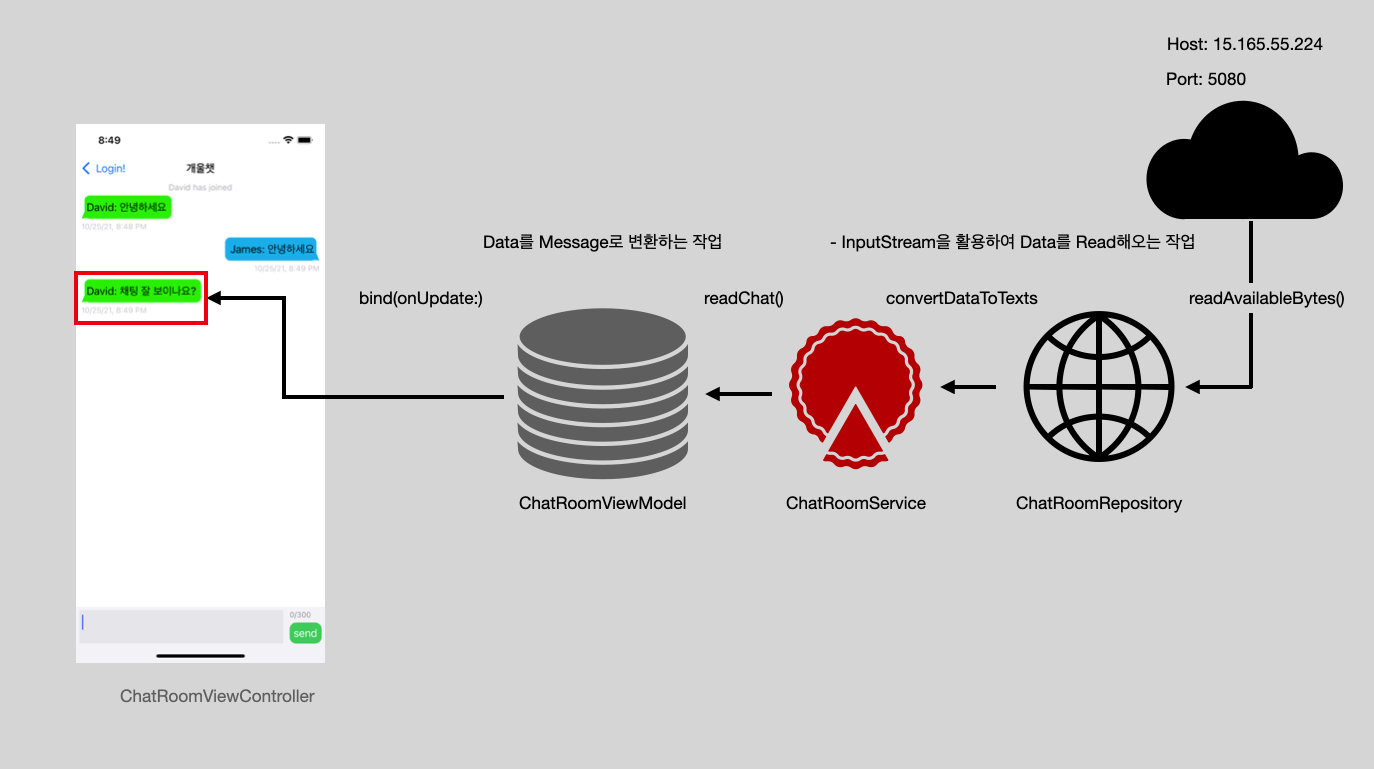 Host: 15.165.55.224
Port: 5080
8:49
Login!
개울챗
David has joined
David: 안녕하세요
10/25/21, 8:48 PM
James: 안녕하세요
10/25/21, 8:49 PM
David: 채팅 잘 보이나요?
10/25/21, 8:49 PM
0/300
send
ChatRoomViewController
Data를 Message로 변환하는 작업
- InputStream을 활용하여 Data를 Read해오는 작업
bind(onUpdate:)
readChat()
convertDataToTexts
readAvailableBytes()
ChatRoomViewModel
ChatRoomService
ChatRoomRepository